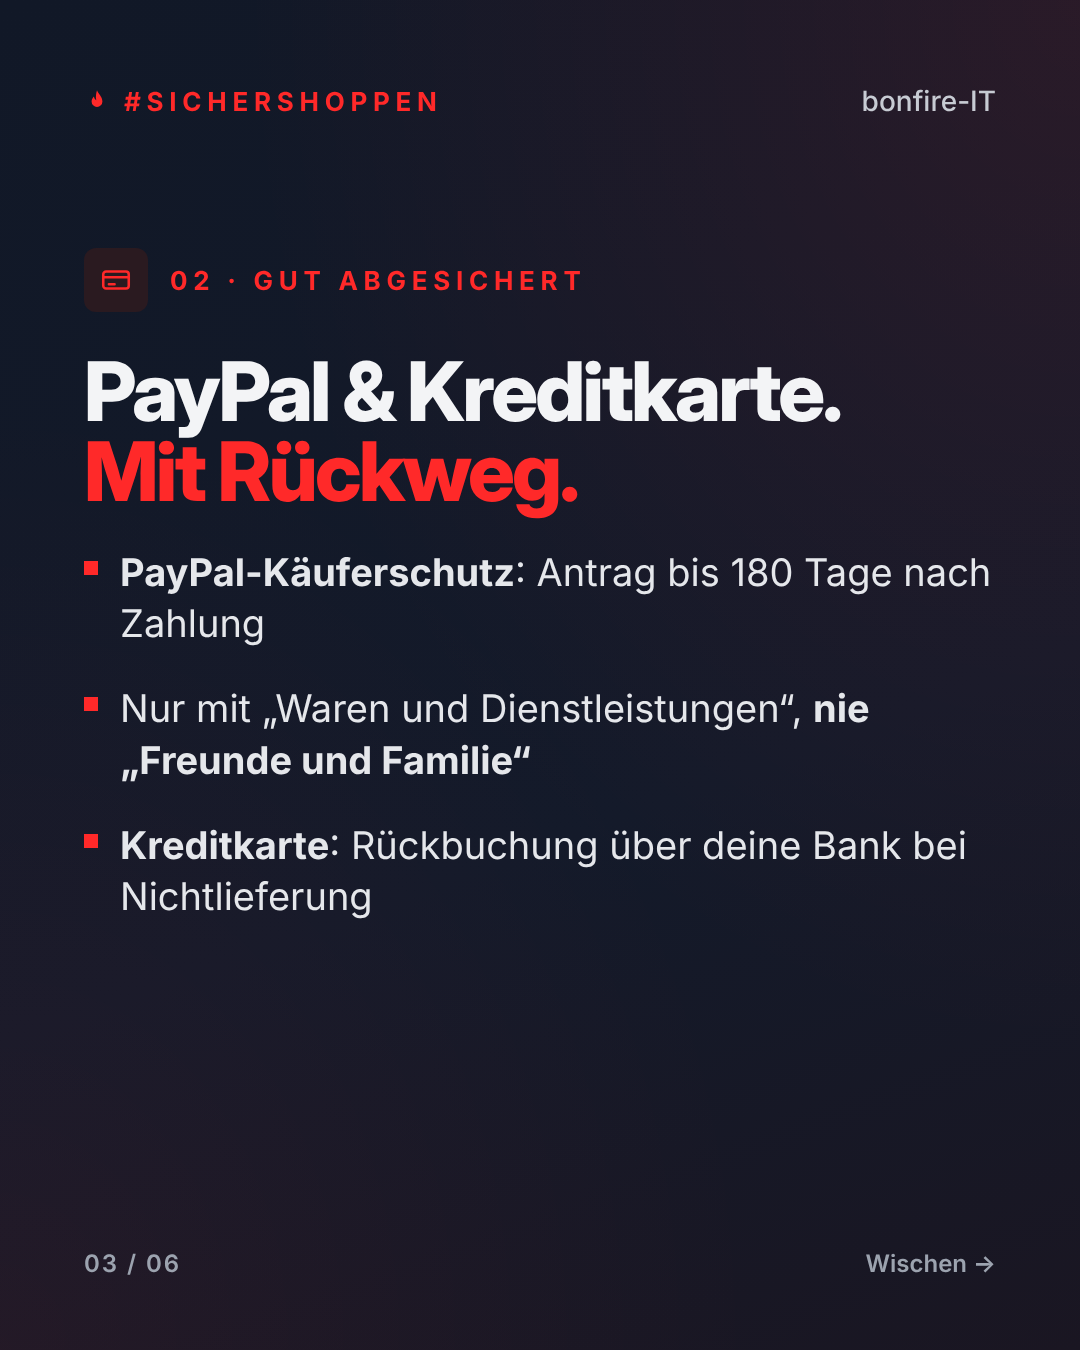 #SICHERSHOPPEN
bonfire-IT
02 · GUT ABGESICHERT
PayPal & Kreditkarte.
Mit Rückweg.
PayPal-Käuferschutz: Antrag bis 180 Tage nach
Zahlung
Nur mit „Waren und Dienstleistungen“, nie
„Freunde und Familie“
Kreditkarte: Rückbuchung über deine Bank bei
Nichtlieferung
03 / 06
Wischen →